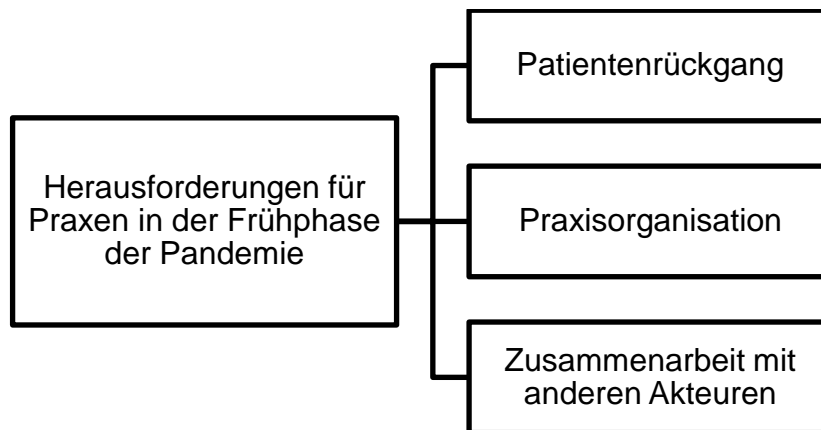 Herausforderungen für
Praxen in der Frühphase
der Pandemie
Patientenrückgang
Praxisorganisation
Zusammenarbeit mit
anderen Akteuren